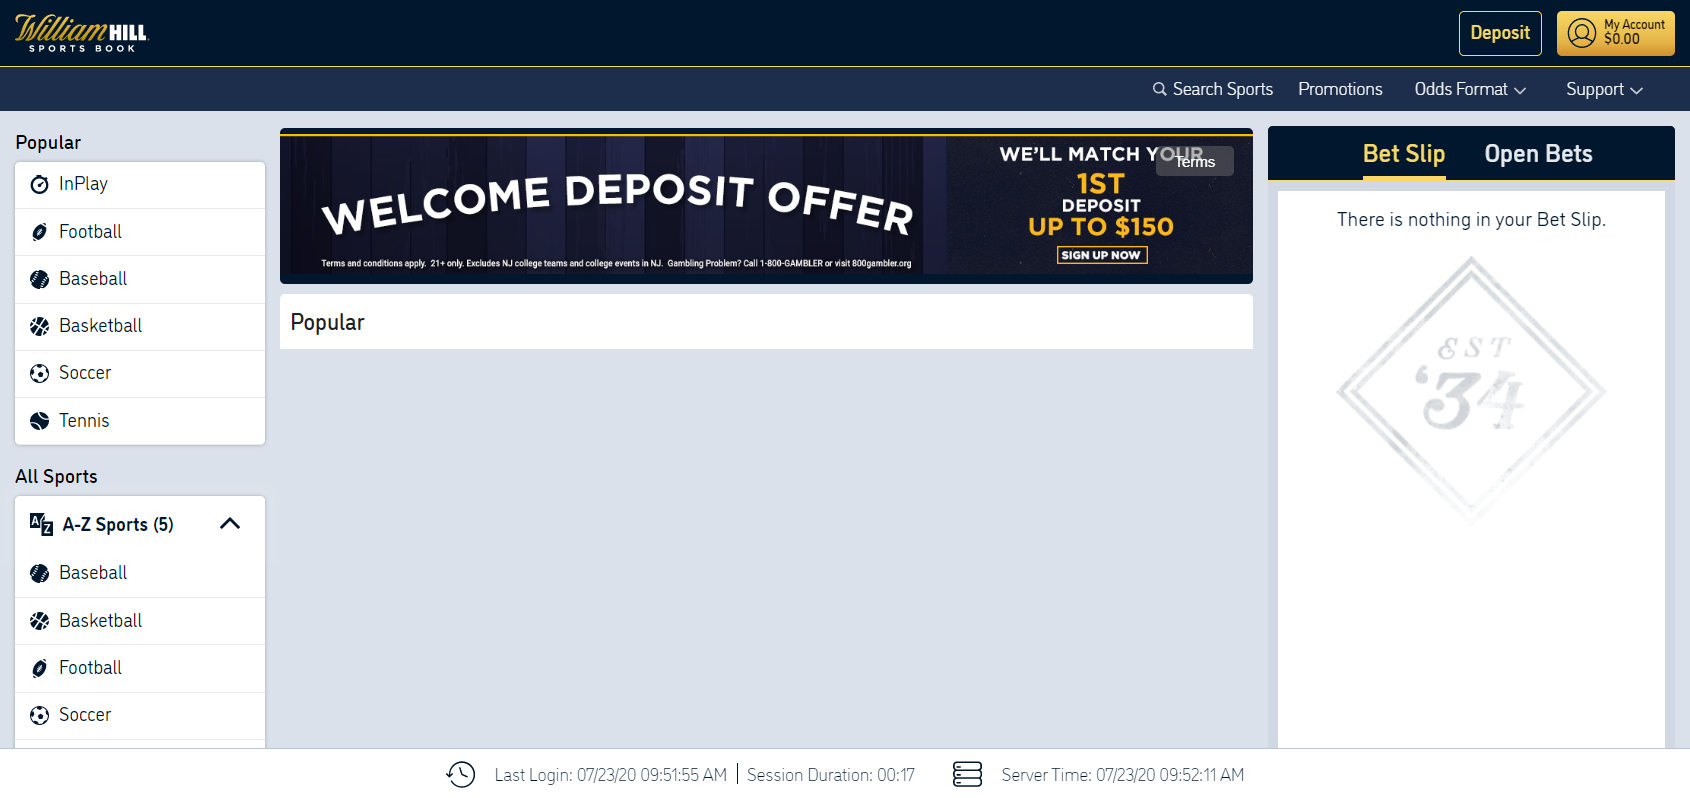 William HILL
SPORTS BOOK
Deposit
My Account
$0.00
Search Sports
Promotions
Odds Format
Support
Popular
InPlay
Football
Baseball
Basketball
Soccer
Tennis
All Sports
A-Z Sports (5)
Baseball
Basketball
Football
Soccer
WELCOME DEPOSIT OFFER
Terms and conditions apply. 21+ only. Excludes NJ college teams and college events in NJ. Gambling Problem? Call 1-800-GAMBLER or visit 800gambler.org
WE'LL MATCH YOUR
Terms
1ST
DEPOSIT
UP TO $150
SIGN UP NOW
Popular
Bet Slip
Open Bets
There is nothing in your Bet Slip.
EST
‘34
Last Login: 07/23/20 09:51:55 AM
Session Duration: 00:17
Server Time: 07/23/20 09:52:11 AM